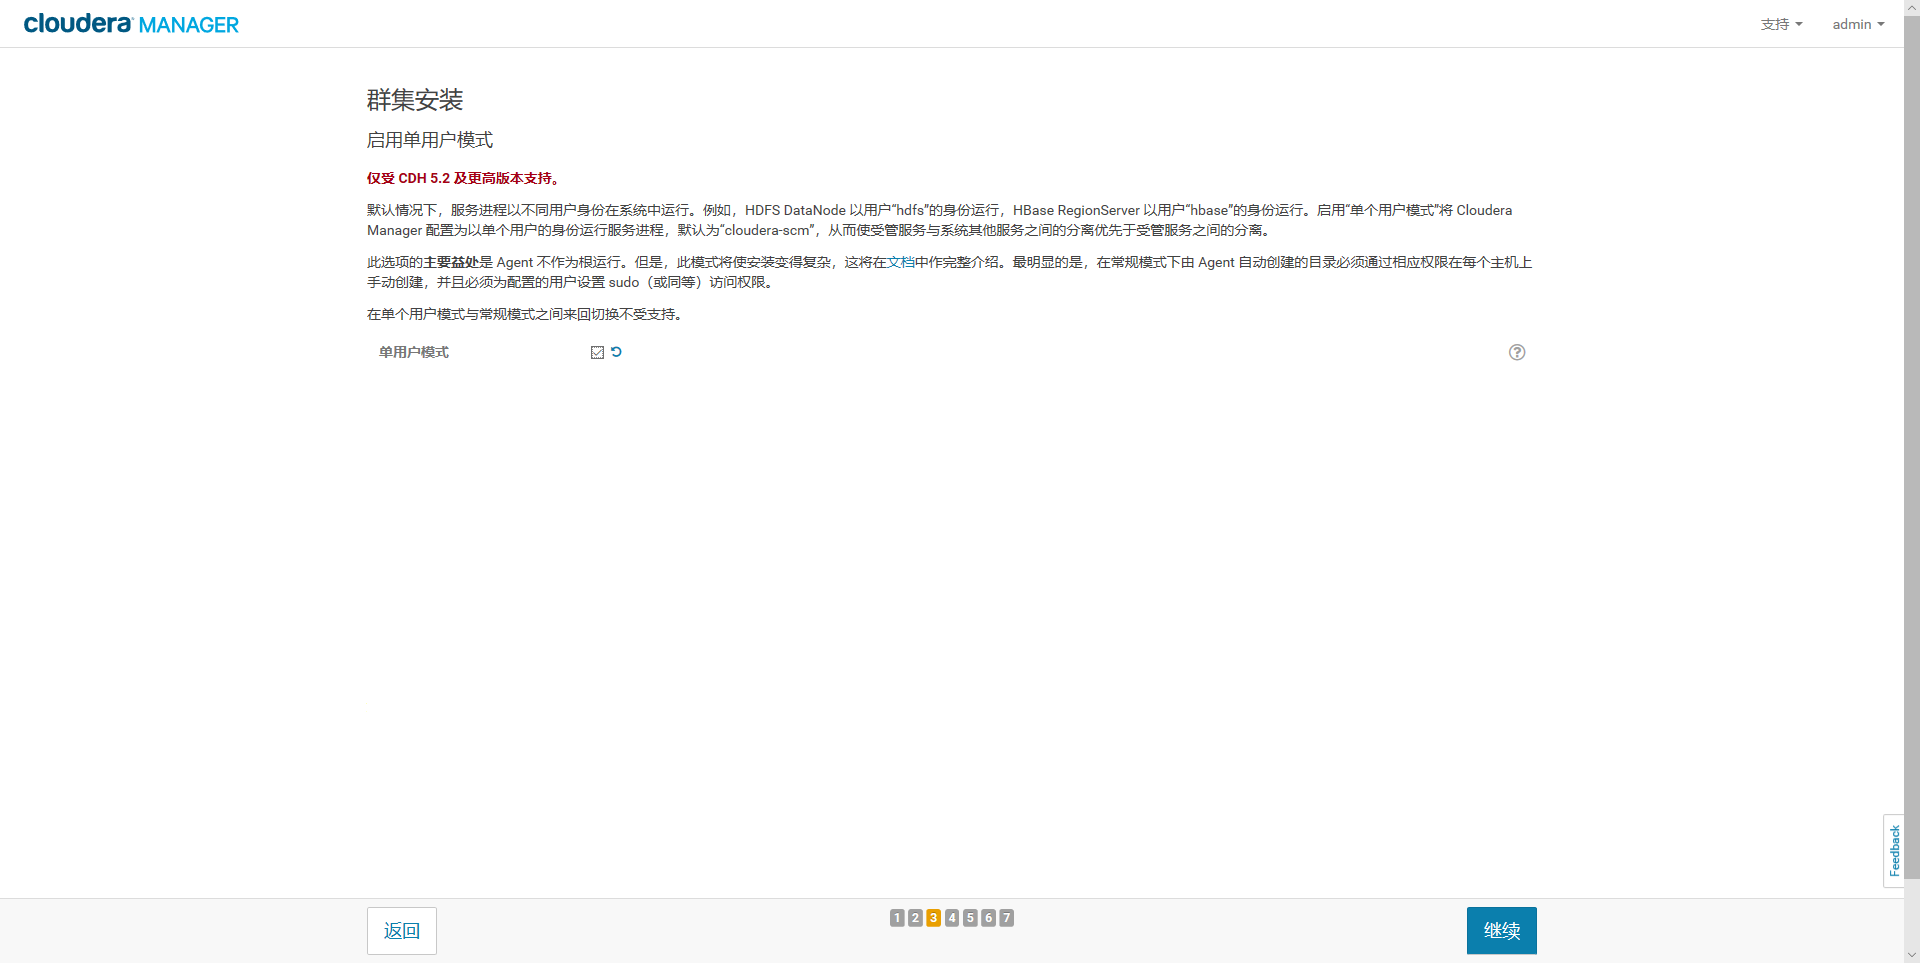 cloudera MANAGER
支持
admin
群集安装
启用单用户模式
仅受 CDH 5.2 及更高版本支持。
默认情况下，服务进程以不同用户身份在系统中运行。例如，HDFS DataNode 以用户“hdfs”的身份运行，HBase RegionServer 以用户“hbase”的身份运行。启用“单个用户模式”将 Cloudera
Manager 配置为以单个用户的身份运行服务进程，默认为“cloudera-scm”，从而使受管服务与系统其他服务之间的分离优先于受管服务之间的分离。
此选项的主要益处是 Agent 不作为根运行。但是，此模式将使安装变得复杂，这将在文档中作完整介绍。最明显的是，在常规模式下由 Agent 自动创建的目录必须通过相应权限在每个主机上
手动创建，并且必须为配置的用户设置 sudo（或同等）访问权限。
在单个用户模式与常规模式之间来回切换不受支持。
单用户模式
Feedback
返回
1 2 3 4 5 6 7
继续